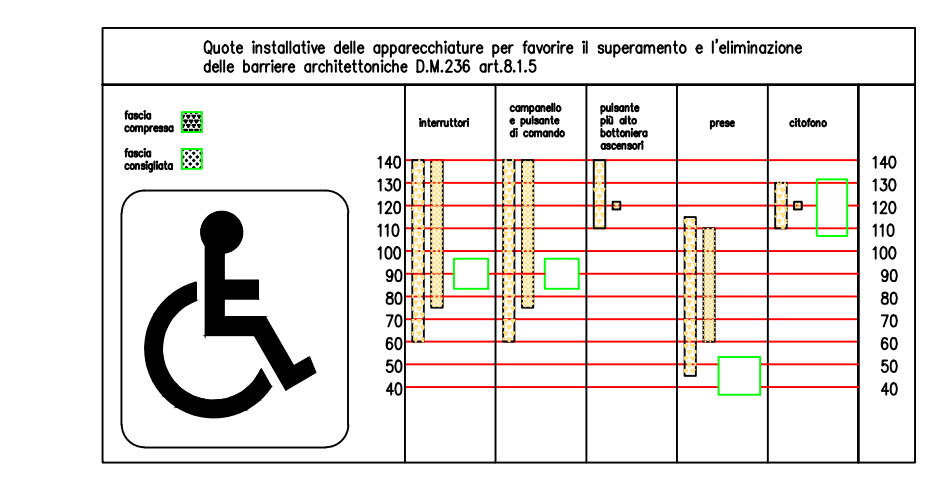 Quote installative delle apparecchiature per favorire il superamento e l'eliminazione
delle barriere architettoniche D.M.236 art.8.1.5
fascia
compressa
fascia
consigliata
interruttori
campanello
e pulsante
di comando
pulsante
più alto
bottoniera
ascensori
prese
citofono
140 140
130 130
120 120
110 110
100 100
90 90
80 80
70 70
60 60
50 50
40 40